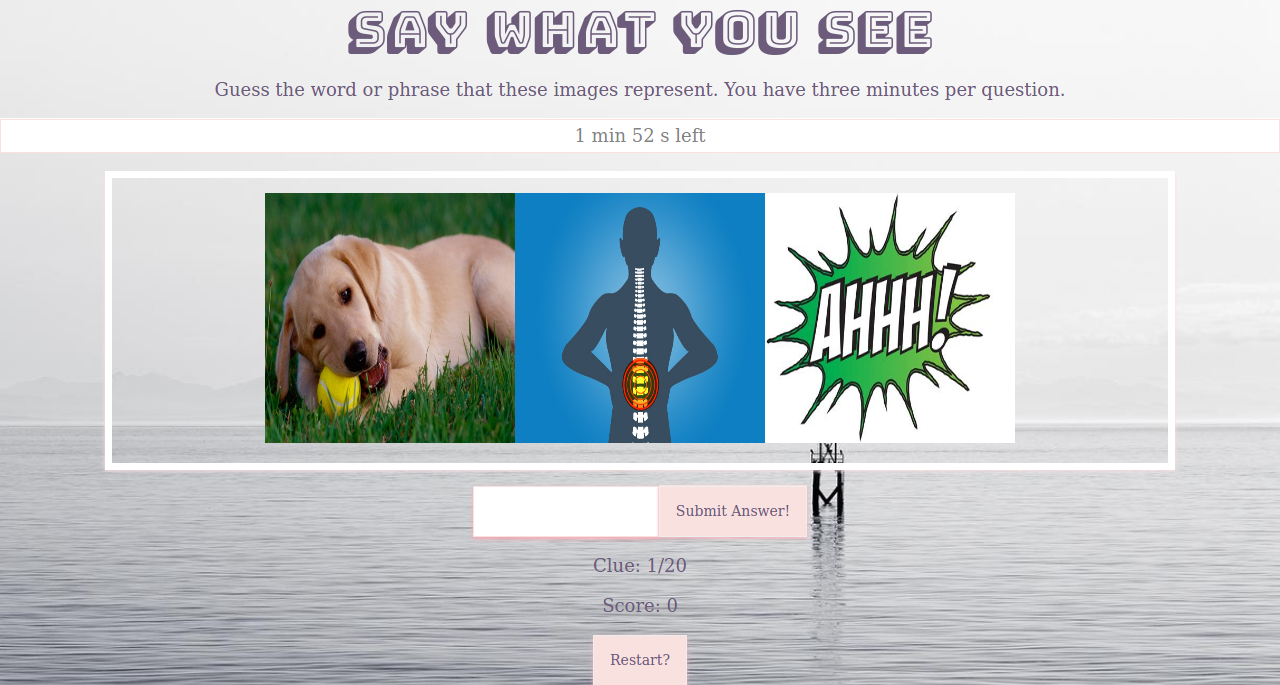 SAY WHAT YOU SEE
Guess the word or phrase that these images represent. You have three minutes per question.
1 min 52 s left
AHHH!
Submit Answer!
Clue: 1/20
Score: 0
Restart?